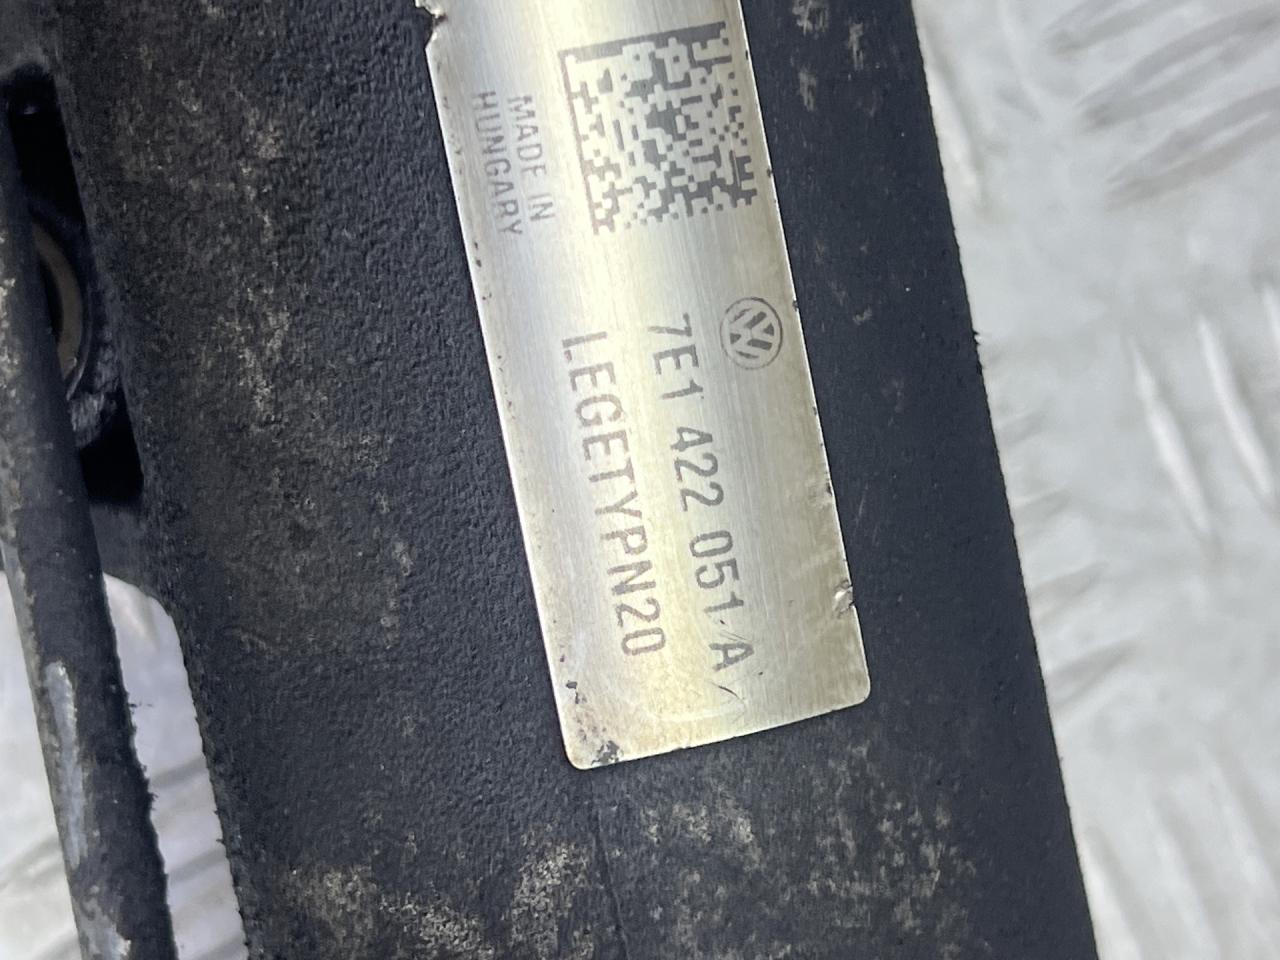 MADE IN
HUNGARY
7E1 422 051 A
LEGETYPN20